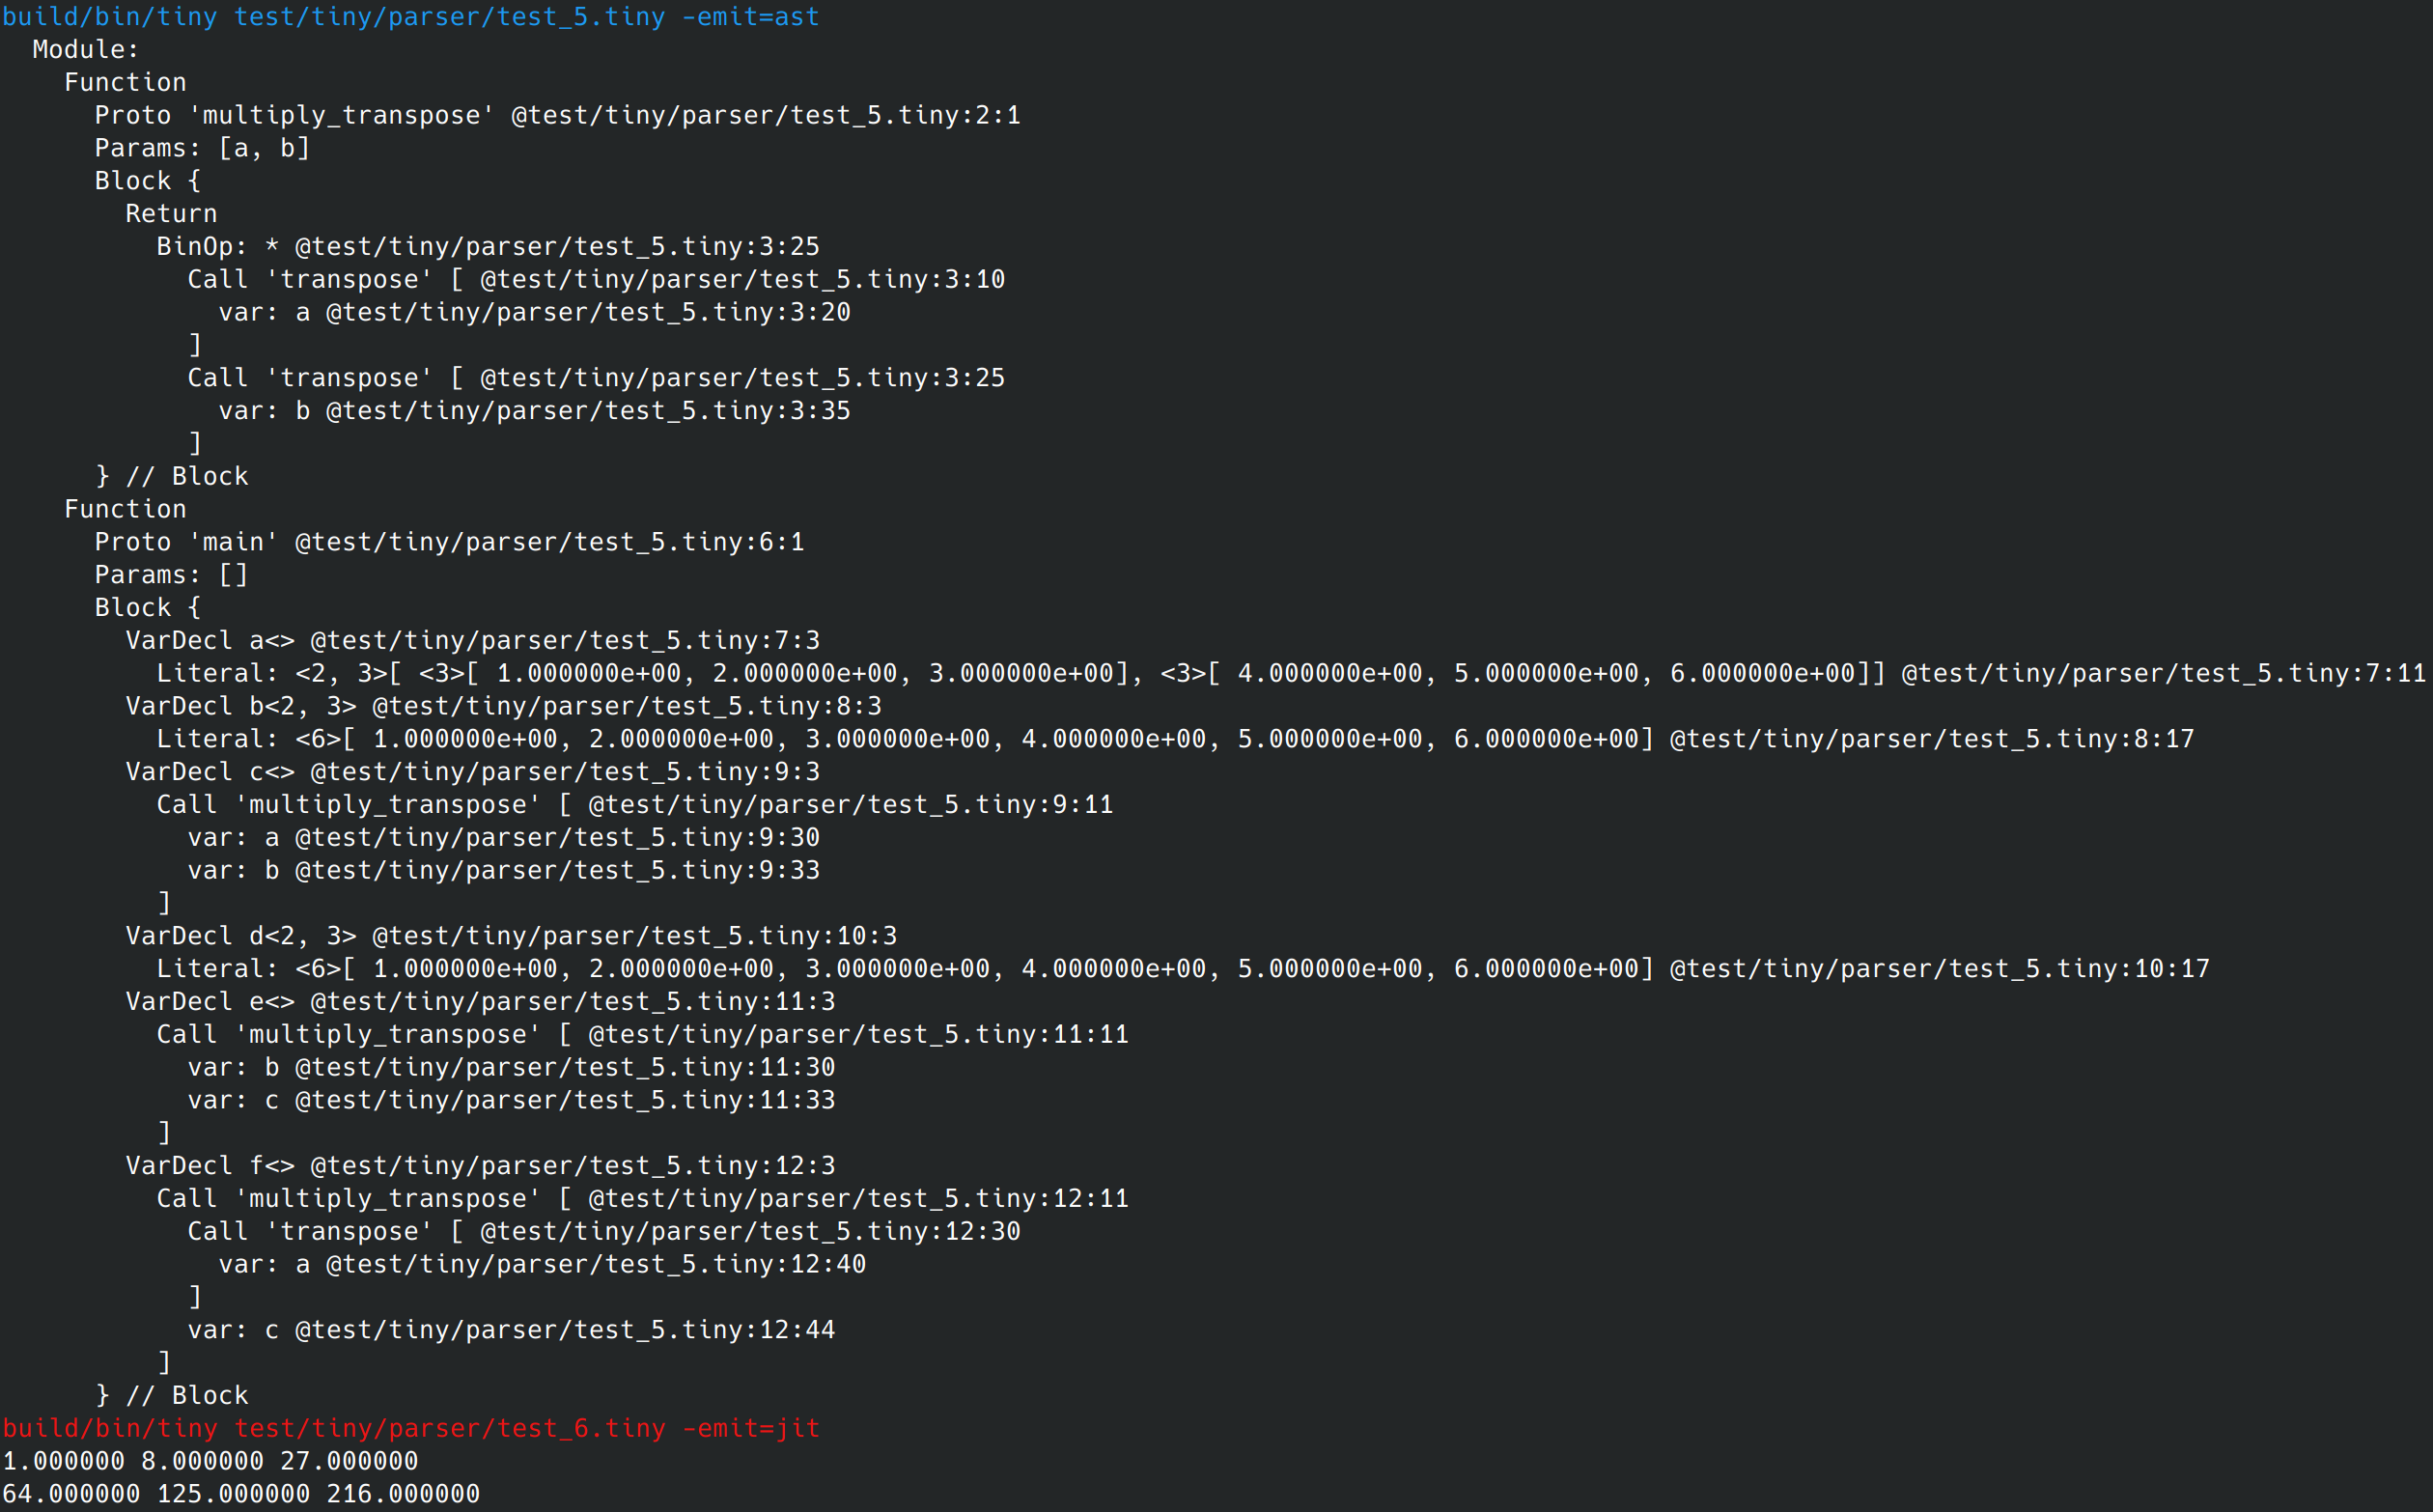 build/bin/tiny test/tiny/parser/test_5.tiny -emit=ast
  Module:
    Function
      Proto 'multiply_transpose' @test/tiny/parser/test_5.tiny:2:1
      Params: [a, b]
      Block {
        Return
          BinOp: * @test/tiny/parser/test_5.tiny:3:25
            Call 'transpose' [ @test/tiny/parser/test_5.tiny:3:10
              var: a @test/tiny/parser/test_5.tiny:3:20
            ]
            Call 'transpose' [ @test/tiny/parser/test_5.tiny:3:25
              var: b @test/tiny/parser/test_5.tiny:3:35
            ]
      } // Block
    Function
      Proto 'main' @test/tiny/parser/test_5.tiny:6:1
      Params: []
      Block {
        VarDecl a<> @test/tiny/parser/test_5.tiny:7:3
          Literal: <2, 3>[ <3>[ 1.000000e+00, 2.000000e+00, 3.000000e+00], <3>[ 4.000000e+00, 5.000000e+00, 6.000000e+00]] @test/tiny/parser/test_5.tiny:7:11
        VarDecl b<2, 3> @test/tiny/parser/test_5.tiny:8:3
          Literal: <6>[ 1.000000e+00, 2.000000e+00, 3.000000e+00, 4.000000e+00, 5.000000e+00, 6.000000e+00] @test/tiny/parser/test_5.tiny:8:17
        VarDecl c<> @test/tiny/parser/test_5.tiny:9:3
          Call 'multiply_transpose' [ @test/tiny/parser/test_5.tiny:9:11
            var: a @test/tiny/parser/test_5.tiny:9:30
            var: b @test/tiny/parser/test_5.tiny:9:33
          ]
        VarDecl d<2, 3> @test/tiny/parser/test_5.tiny:10:3
          Literal: <6>[ 1.000000e+00, 2.000000e+00, 3.000000e+00, 4.000000e+00, 5.000000e+00, 6.000000e+00] @test/tiny/parser/test_5.tiny:10:17
        VarDecl e<> @test/tiny/parser/test_5.tiny:11:3
          Call 'multiply_transpose' [ @test/tiny/parser/test_5.tiny:11:11
            var: b @test/tiny/parser/test_5.tiny:11:30
            var: c @test/tiny/parser/test_5.tiny:11:33
          ]
        VarDecl f<> @test/tiny/parser/test_5.tiny:12:3
          Call 'multiply_transpose' [ @test/tiny/parser/test_5.tiny:12:11
            Call 'transpose' [ @test/tiny/parser/test_5.tiny:12:30
              var: a @test/tiny/parser/test_5.tiny:12:40
            ]
            var: c @test/tiny/parser/test_5.tiny:12:44
          ]
      } // Block
build/bin/tiny test/tiny/parser/test_6.tiny -emit=jit
1.000000 8.000000 27.000000
64.000000 125.000000 216.000000